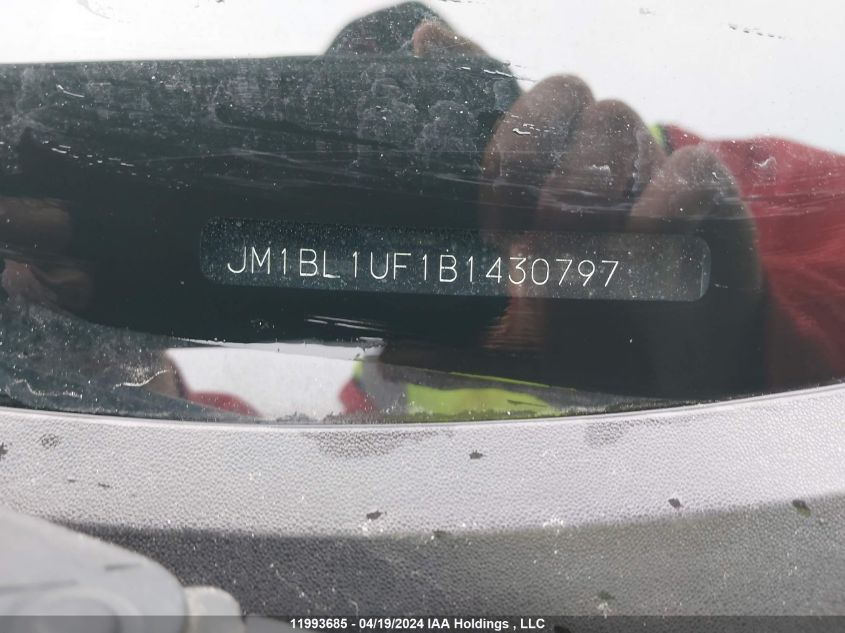 JM1BL1UF1B1430797
11993685 - 04/19/2024 IAA Holdings , LLC